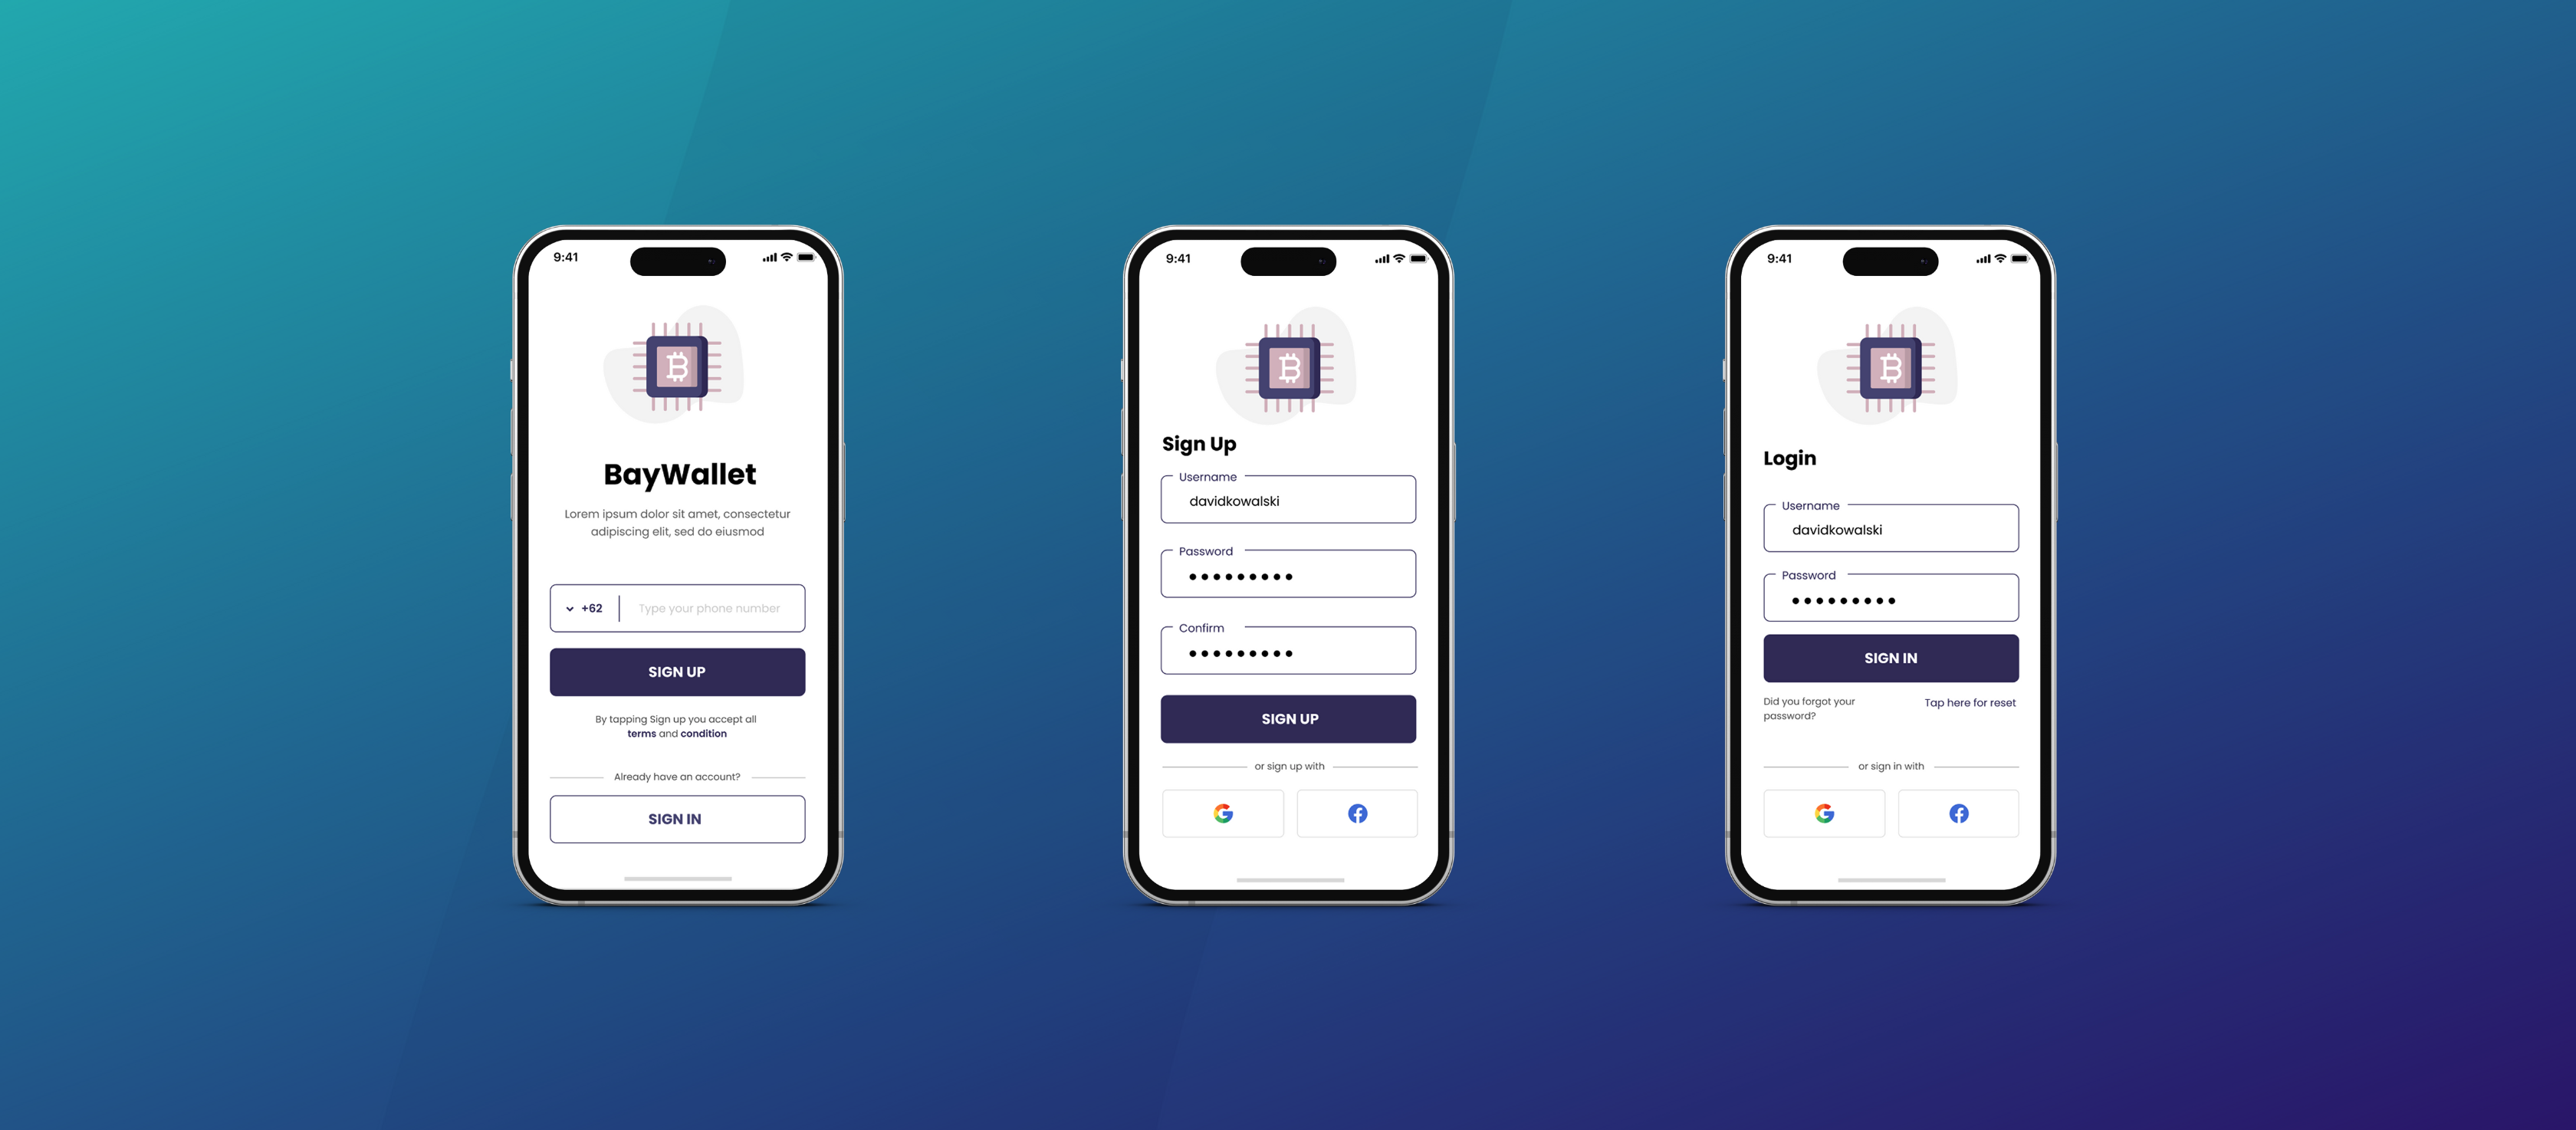 9:41
BayWallet
Lorem ipsum dolor sit amet, consectetur
adipiscing elit, sed do eiusmod
+62
Type your phone number
SIGN UP
By tapping Sign up you accept all
terms and condition
Already have an account?
SIGN IN
9:41
Sign Up
Username
davidkowalski
Password
Confirm
SIGN UP
or sign up with
9:41
Login
Username
davidkowalski
Password
SIGN IN
Did you forgot your
password?
Tap here for reset
or sign in with